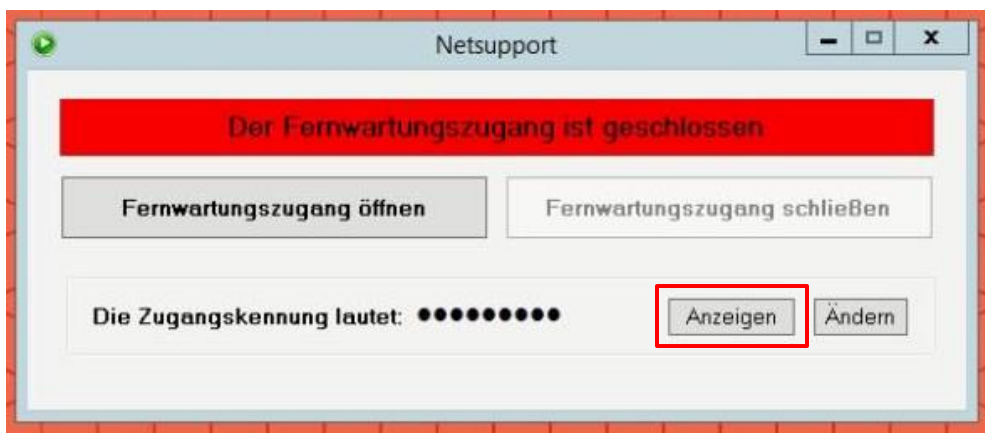 Netsupport
Der Fernwartungszugang ist geschlossen
Fernwartungszugang öffnen
Fernwartungszugang schließen
Die Zugangskennung lautet: ●●●●●●●●●
Anzeigen
Ändern